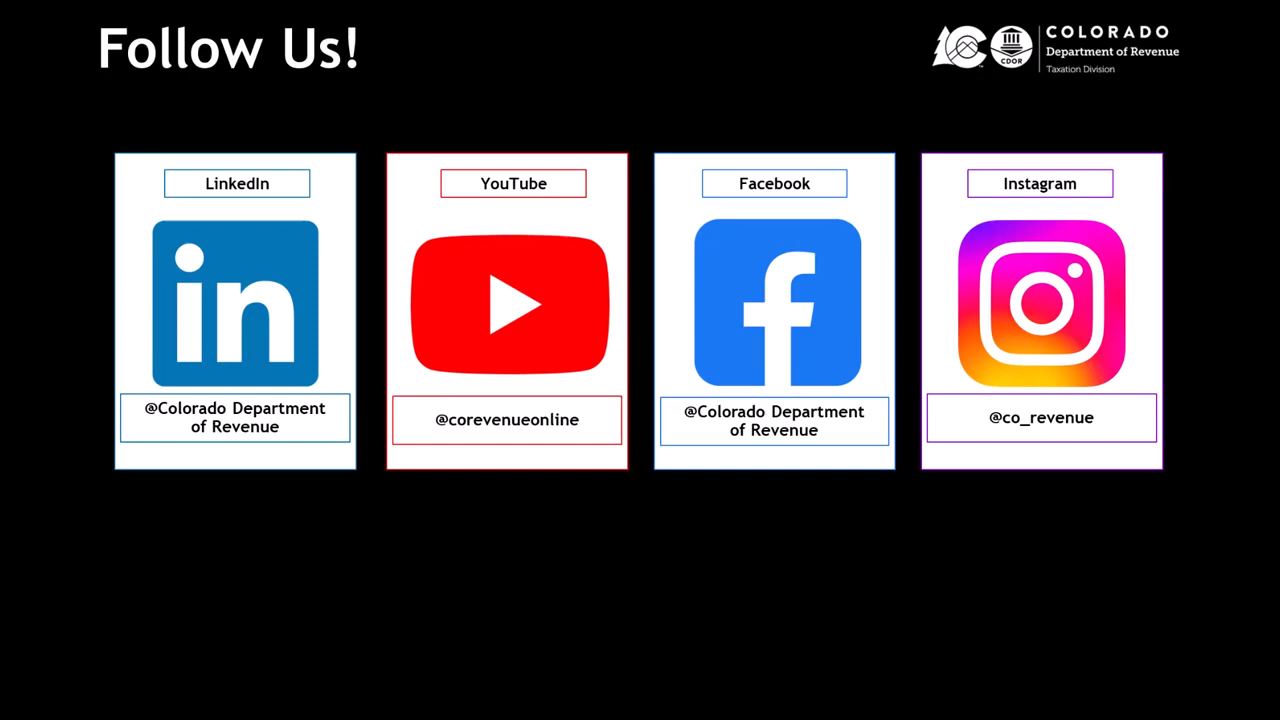 Follow Us!
COLORADO
Department of Revenue
Taxation Division
CDOR
LinkedIn
YouTube
Facebook
Instagram
in
f
@Colorado Department
of Revenue
@corevenueonline
@Colorado Department
of Revenue
@co_revenue